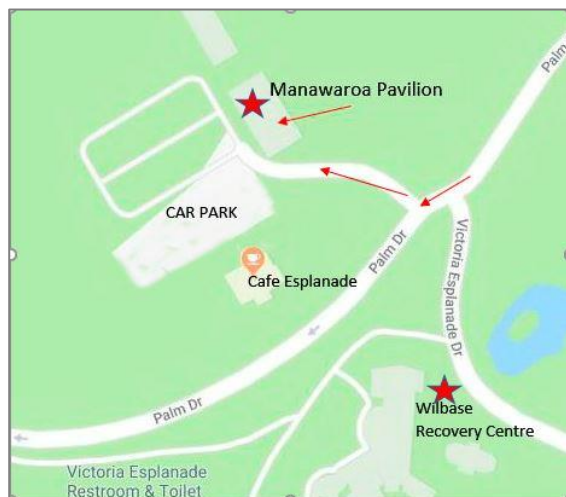 Palm
Manawaroa Pavilion
CAR PARK
Palm Dr
Victoria Esplanade Dr
Cafe Esplanade
Palm Dr
Wilbase
Recovery Centre
Victoria Esplanade
Restroom & Toilet